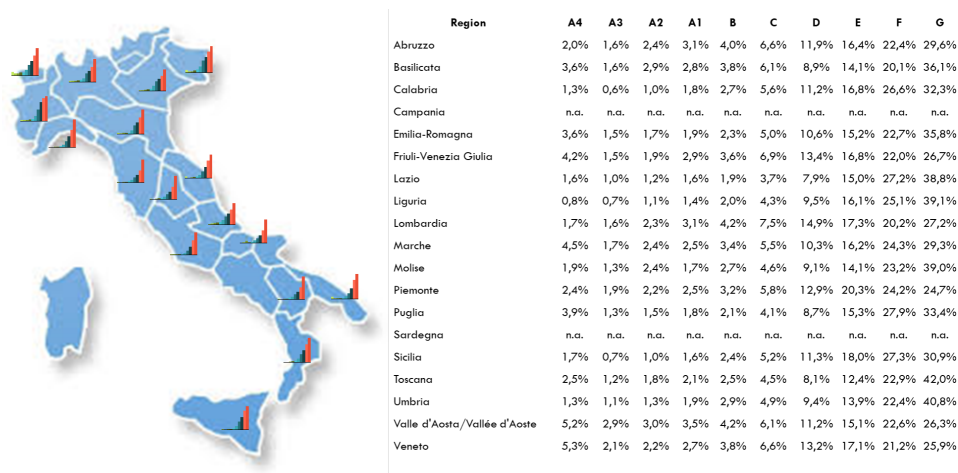 Region A4 A3 A2 A1 B C D E F G
Abruzzo 2,0% 1,6% 2,4% 3,1% 4,0% 6,6% 11,9% 16,4% 22,4% 29,6%
Basilicata 3,6% 1,6% 2,9% 2,8% 3,8% 6,1% 8,9% 14,1% 20,1% 36,1%
Calabria 1,3% 0,6% 1,0% 1,8% 2,7% 5,6% 11,2% 16,8% 26,6% 32,3%
Campania n.a. n.a. n.a. n.a. n.a. n.a. n.a. n.a. n.a. n.a.
Emilia-Romagna 3,6% 1,5% 1,7% 1,9% 2,3% 5,0% 10,6% 15,2% 22,7% 35,8%
Friuli-Venezia Giulia 4,2% 1,5% 1,9% 2,9% 3,6% 6,9% 13,4% 16,8% 22,0% 26,7%
Lazio 1,6% 1,0% 1,2% 1,6% 1,9% 3,7% 7,9% 15,0% 27,2% 38,8%
Liguria 0,8% 0,7% 1,1% 1,4% 2,0% 4,3% 9,5% 16,1% 25,1% 39,1%
Lombardia 1,7% 1,6% 2,3% 3,1% 4,2% 7,5% 14,9% 17,3% 20,2% 27,2%
Marche 4,5% 1,7% 2,4% 2,5% 3,4% 5,5% 10,3% 16,2% 24,3% 29,3%
Molise 1,9% 1,3% 2,4% 1,7% 2,7% 4,6% 9,1% 14,1% 23,2% 39,0%
Piemonte 2,4% 1,9% 2,2% 2,5% 3,2% 5,8% 12,9% 20,3% 24,2% 24,7%
Puglia 3,9% 1,3% 1,5% 1,8% 2,1% 4,1% 8,7% 15,3% 27,9% 33,4%
Sardegna n.a. n.a. n.a. n.a. n.a. n.a. n.a. n.a. n.a. n.a.
Sicilia 1,7% 0,7% 1,0% 1,6% 2,4% 5,2% 11,3% 18,0% 27,3% 30,9%
Toscana 2,5% 1,2% 1,8% 2,1% 2,5% 4,5% 8,1% 12,4% 22,9% 42,0%
Umbria 1,3% 1,1% 1,3% 1,9% 2,9% 4,9% 9,4% 13,9% 22,4% 40,8%
Valle d'Aosta/Vallée d'Aoste 5,2% 2,9% 3,0% 3,5% 4,2% 6,1% 11,2% 15,1% 22,6% 26,3%
Veneto 5,3% 2,1% 2,2% 2,7% 3,8% 6,6% 13,2% 17,1% 21,2% 25,9%